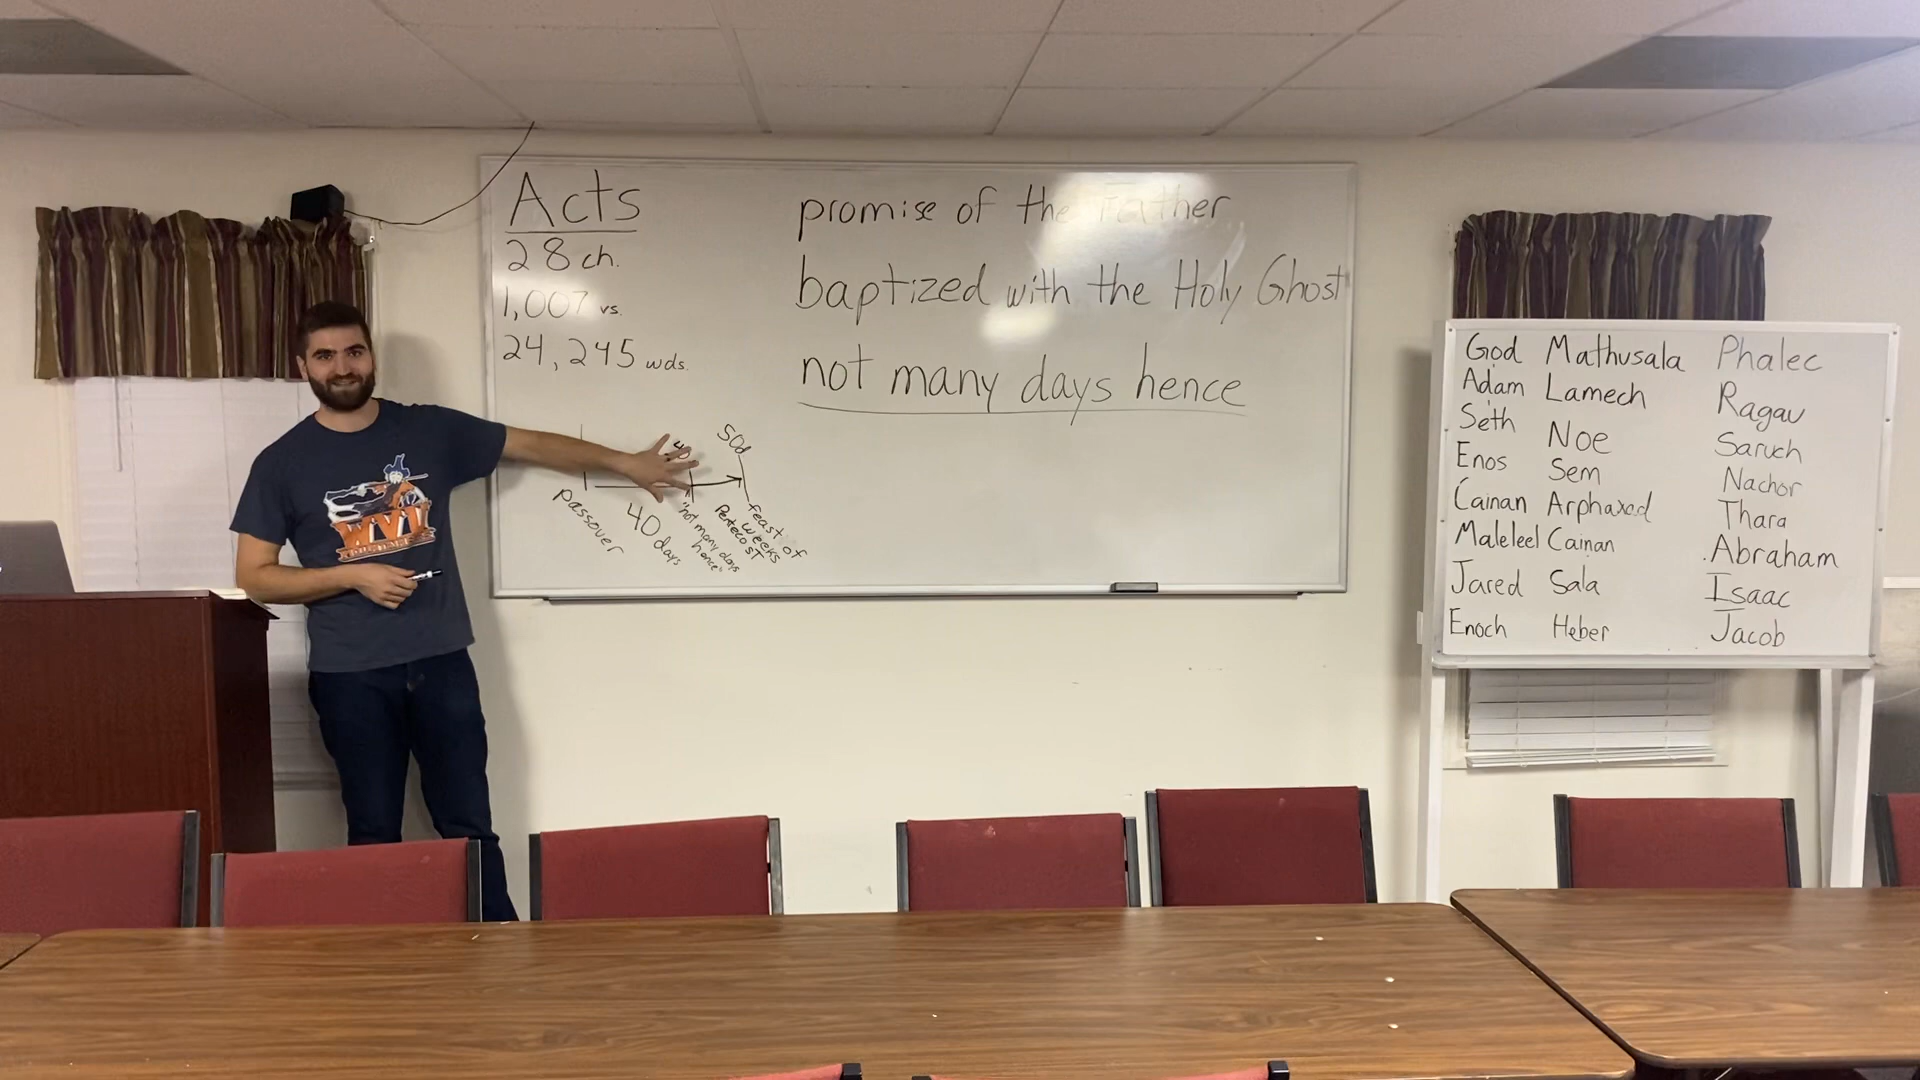 Acts
28 ch.
1,007 vs.
24,245 wds.
promise of the Father
baptized with the Holy Ghost
not many days hence
50d
passover
40 days
"not many days
hence"
feast of
weeks
Pentecost
WVU
God Mathusala Phalec
Adam Lamech Ragau
Seth Noe Saruch
Enos Sem Nachor
Cainan Arphaxad Thara
Maleleel Cainan Abraham
Jared Sala Isaac
Enoch Heber Jacob